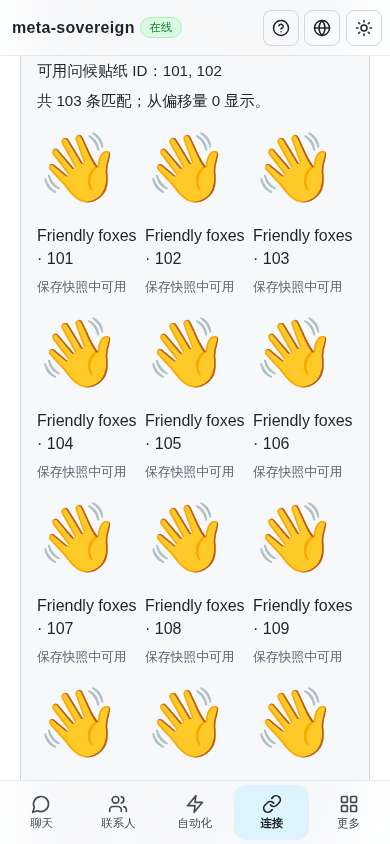 meta-sovereign 在线
可用问候贴纸 ID：101, 102
共 103 条匹配；从偏移量 0 显示。
Friendly foxes · 101
保存快照中可用
Friendly foxes · 102
保存快照中可用
Friendly foxes · 103
保存快照中可用
Friendly foxes · 104
保存快照中可用
Friendly foxes · 105
保存快照中可用
Friendly foxes · 106
保存快照中可用
Friendly foxes · 107
保存快照中可用
Friendly foxes · 108
保存快照中可用
Friendly foxes · 109
保存快照中可用
聊天
联系人
自动化
连接
更多